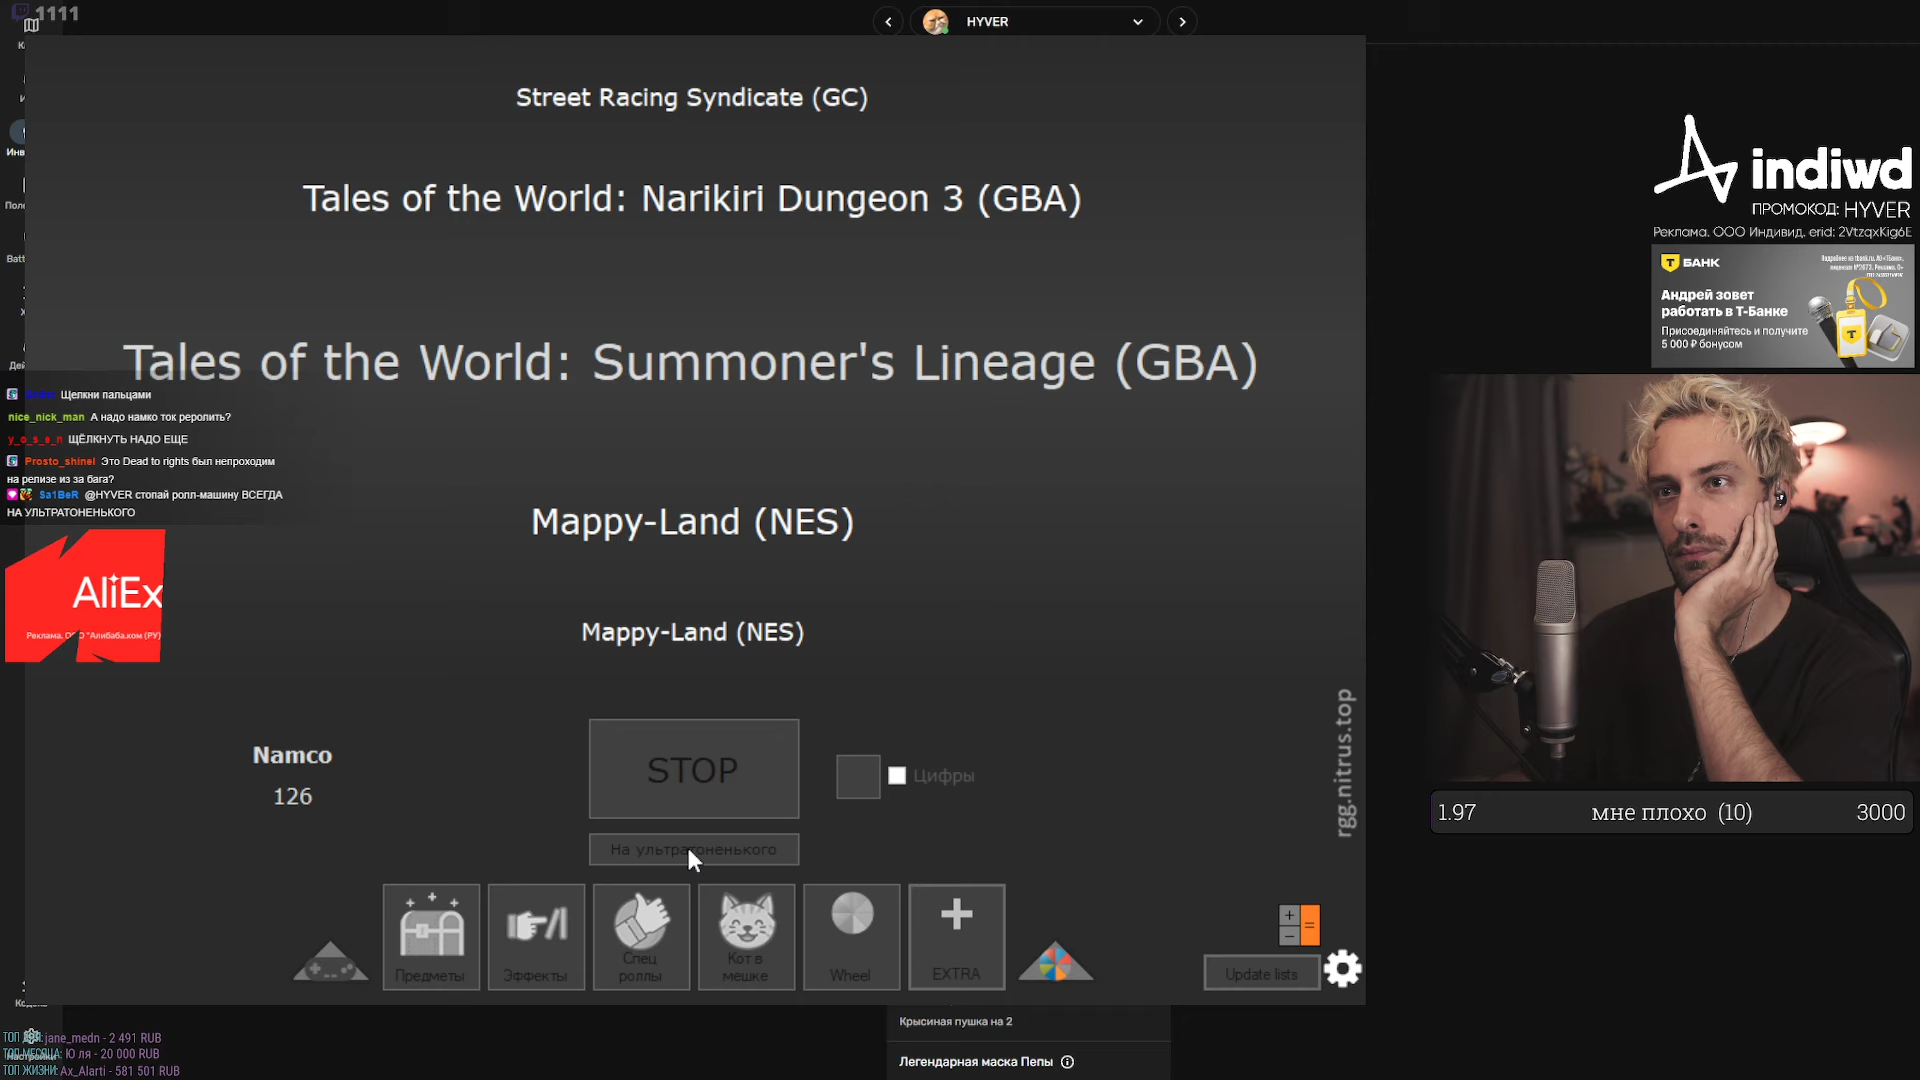 1111
HYVER
Street Racing Syndicate (GC)
Tales of the World: Narikiri Dungeon 3 (GBA)
Tales of the World: Summoner's Lineage (GBA)
Mappy-Land (NES)
Mappy-Land (NES)
Щелкни пальцами
nice_nick_man А надо намко ток реролить?
y_o_s_e_n ЩЁЛКНУТЬ НАДО ЕЩЕ
Prosto_shinel Это Dead to rights был непроходим
на релизе из за бага?
Sa1BeR @HYVER стопай ролл-машину ВСЕГДА
НА УЛЬТРАТОНЕНЬКОГО
AliEx
Namco
126
STOP
Цифры
На ультратоненького
rgg.nitrus.top
Предметы
Эффекты
Спец
роллы
Кот в
мешке
Wheel
EXTRA
Update lists
Крысиная пушка на 2
Легендарная маска Пепы
jane_medn - 2 491 RUB
ТОП МЕСЯЦА: Ю ля - 20 000 RUB
ТОП ЖИЗНИ: Ax_Alarti - 581 501 RUB
indiwd
ПРОМОКОД: HYVER
Реклама. ООО Индивид. erid: 2VtzqxKig6E
Т БАНК
Андрей зовет
работать в Т-Банке
Присоединяйтесь и получите
5 000 ₽ бонусом
1.97 мне плохо (10) 3000